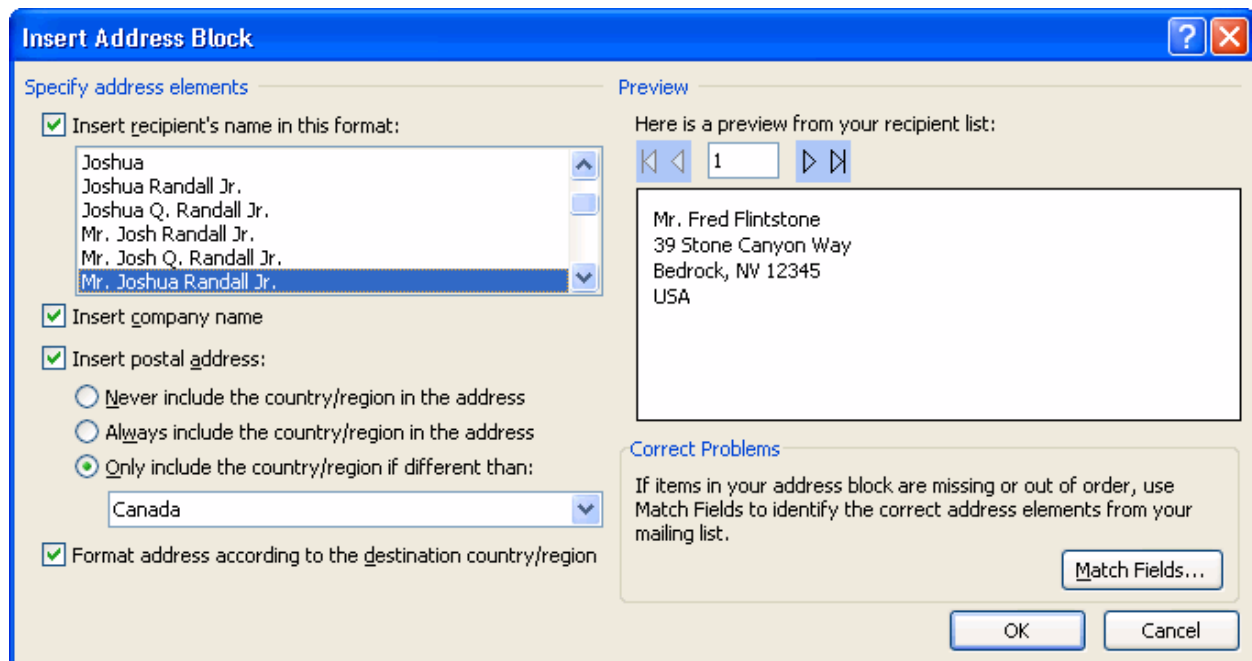 Insert Address Block
Specify address elements
Insert recipient's name in this format:
Joshua
Joshua Randall Jr.
Joshua Q. Randall Jr.
Mr. Josh Randall Jr.
Mr. Josh Q. Randall Jr.
Mr. Joshua Randall Jr.
Insert company name
Insert postal address:
Never include the country/region in the address
Always include the country/region in the address
Only include the country/region if different than:
Canada
Format address according to the destination country/region
Preview
Here is a preview from your recipient list:
1
Mr. Fred Flintstone
39 Stone Canyon Way
Bedrock, NV 12345
USA
Correct Problems
If items in your address block are missing or out of order, use
Match Fields to identify the correct address elements from your
mailing list.
Match Fields...
OK
Cancel